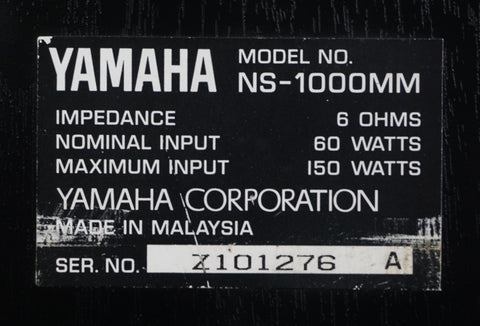 YAMAHA MODEL NO.
NS-1000MM
IMPEDANCE 6 OHMS
NOMINAL INPUT 60 WATTS
MAXIMUM INPUT 150 WATTS
YAMAHA CORPORATION
MADE IN MALAYSIA
SER. NO. X101276 A